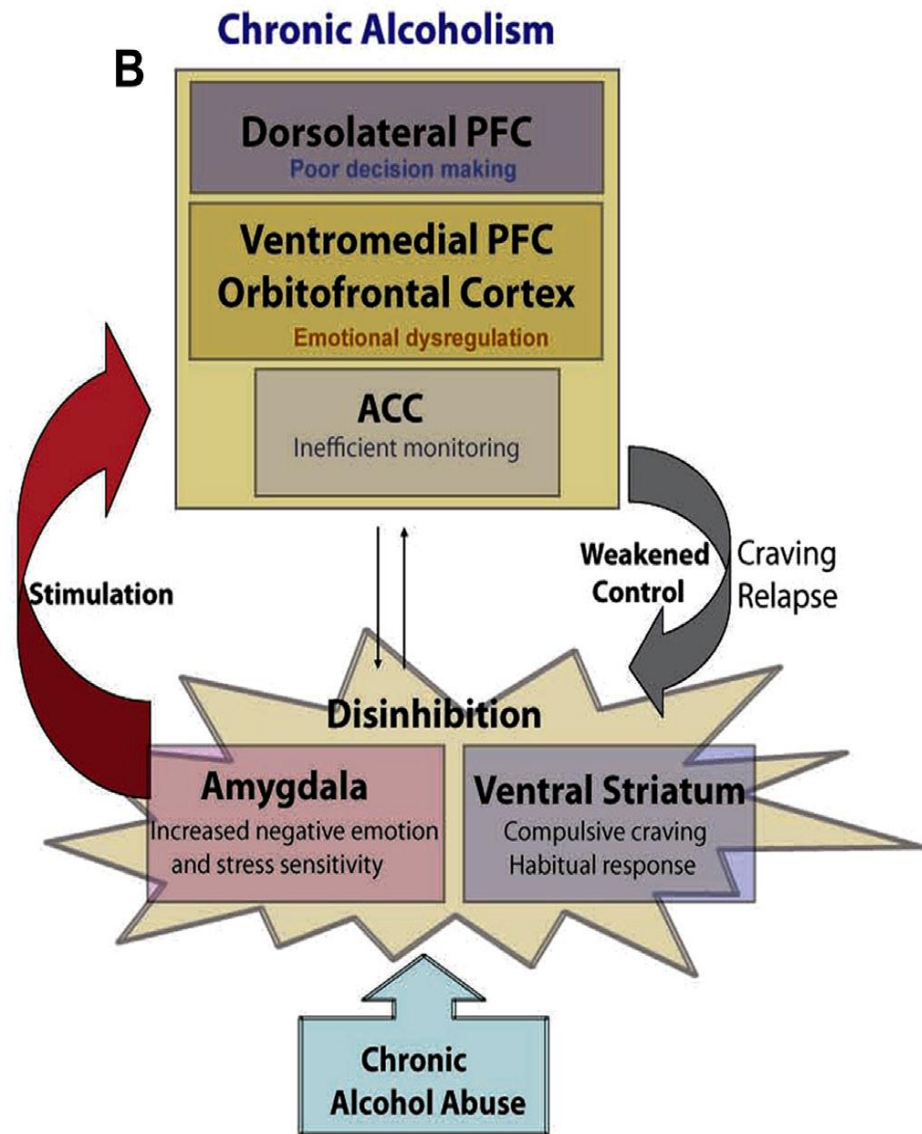 Chronic Alcoholism
B
Dorsolateral PFC
Poor decision making
Ventromedial PFC
Orbitofrontal Cortex
Emotional dysregulation
ACC
Inefficient monitoring
Stimulation
Weakened
Control
Craving
Relapse
Disinhibition
Amygdala
Increased negative emotion
and stress sensitivity
Ventral Striatum
Compulsive craving
Habitual response
Chronic
Alcohol Abuse